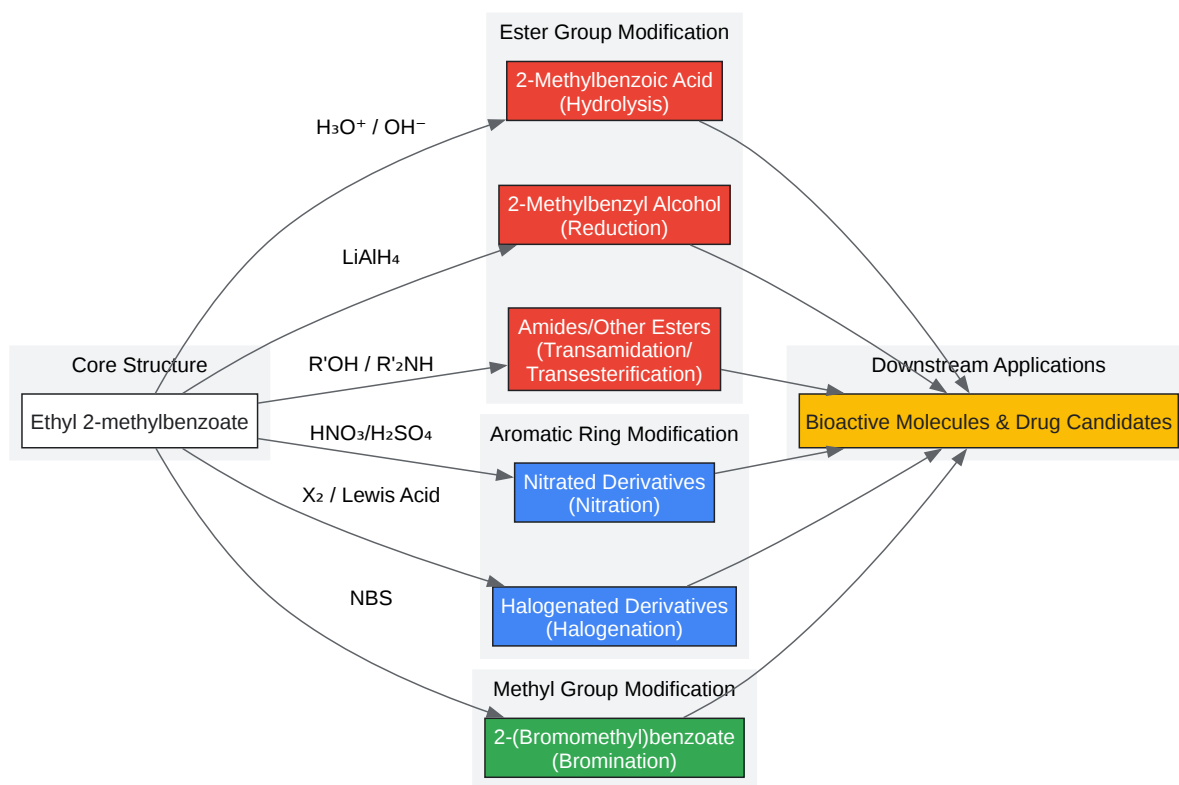 Ester Group Modification
2-Methylbenzoic Acid
(Hydrolysis)
H₃O⁺ / OH⁻
2-Methylbenzyl Alcohol
(Reduction)
LiAlH₄
Amides/Other Esters
(Transamidation/
Transesterification)
R'OH / R'₂NH
Core Structure
Ethyl 2-methylbenzoate
Downstream Applications
Bioactive Molecules & Drug Candidates
HNO₃/H₂SO₄
Aromatic Ring Modification
Nitrated Derivatives
(Nitration)
X₂ / Lewis Acid
Halogenated Derivatives
(Halogenation)
NBS
Methyl Group Modification
2-(Bromomethyl)benzoate
(Bromination)